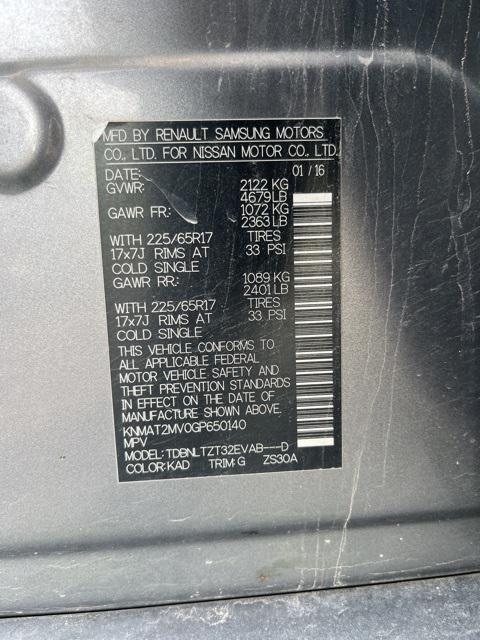 MFD BY RENAULT SAMSUNG MOTORS
CO., LTD. FOR NISSAN MOTOR CO., LTD.
DATE: 01 / 16
GVWR: 2122 KG
4679 LB
GAWR FR: 1072 KG
2363 LB
WITH 225/65R17 TIRES
17x7J RIMS AT 33 PSI
COLD SINGLE
GAWR RR: 1089 KG
2401 LB
WITH 225/65R17 TIRES
17x7J RIMS AT 33 PSI
COLD SINGLE
THIS VEHICLE CONFORMS TO
ALL APPLICABLE FEDERAL
MOTOR VEHICLE SAFETY AND
THEFT PREVENTION STANDARDS
IN EFFECT ON THE DATE OF
MANUFACTURE SHOWN ABOVE.
KNMAT2MV0GP650140
MPV
MODEL: TDBNLTZT32EVAB---D
COLOR: KAD TRIM: G ZS30A